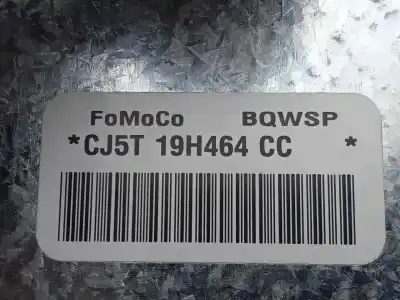 FoMoCo BQWSP
*CJ5T 19H464 CC *